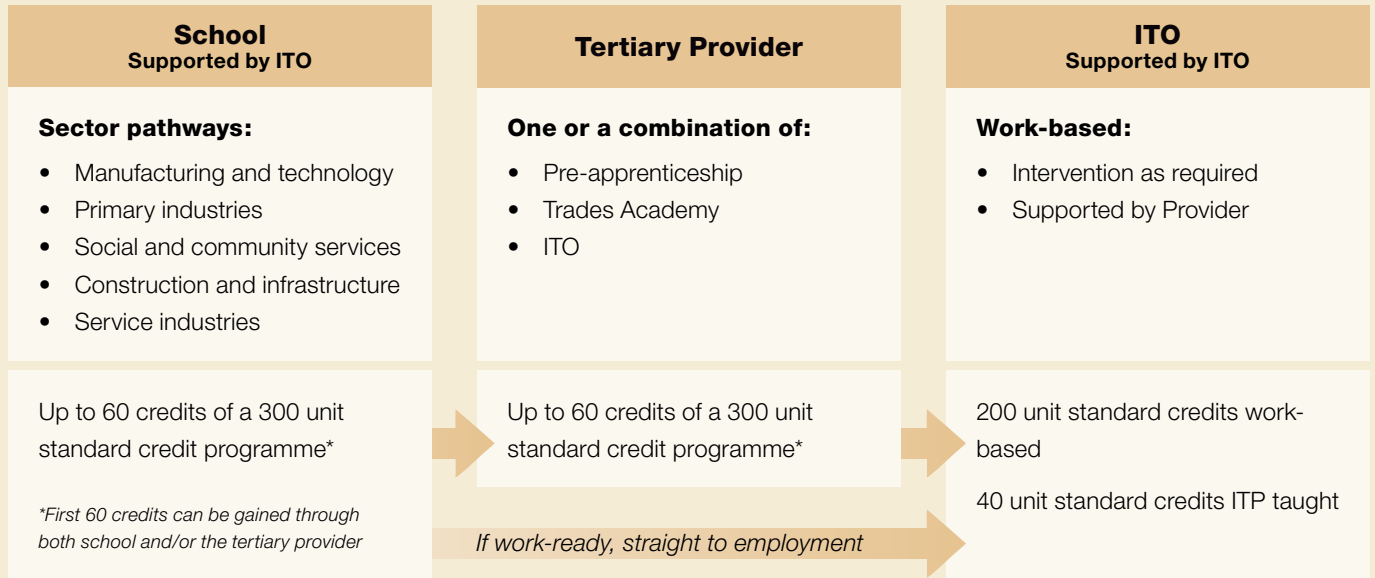 School
Supported by ITO
Sector pathways:
• Manufacturing and technology
• Primary industries
• Social and community services
• Construction and infrastructure
• Service industries
Up to 60 credits of a 300 unit
standard credit programme*
*First 60 credits can be gained through
both school and/or the tertiary provider
Tertiary Provider
One or a combination of:
• Pre-apprenticeship
• Trades Academy
• ITO
Up to 60 credits of a 300 unit
standard credit programme*
If work-ready, straight to employment
ITO
Supported by ITO
Work-based:
• Intervention as required
• Supported by Provider
200 unit standard credits work-
based
40 unit standard credits ITP taught